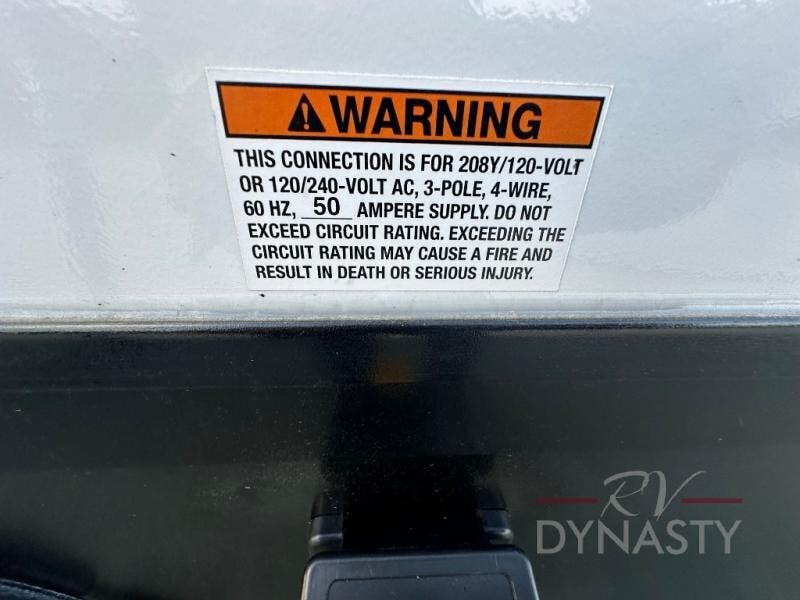 WARNING
THIS CONNECTION IS FOR 208Y/120-VOLT
OR 120/240-VOLT AC, 3-POLE, 4-WIRE,
60 HZ, 50 AMPERE SUPPLY. DO NOT
EXCEED CIRCUIT RATING. EXCEEDING THE
CIRCUIT RATING MAY CAUSE A FIRE AND
RESULT IN DEATH OR SERIOUS INJURY.
RV
DYNASTY